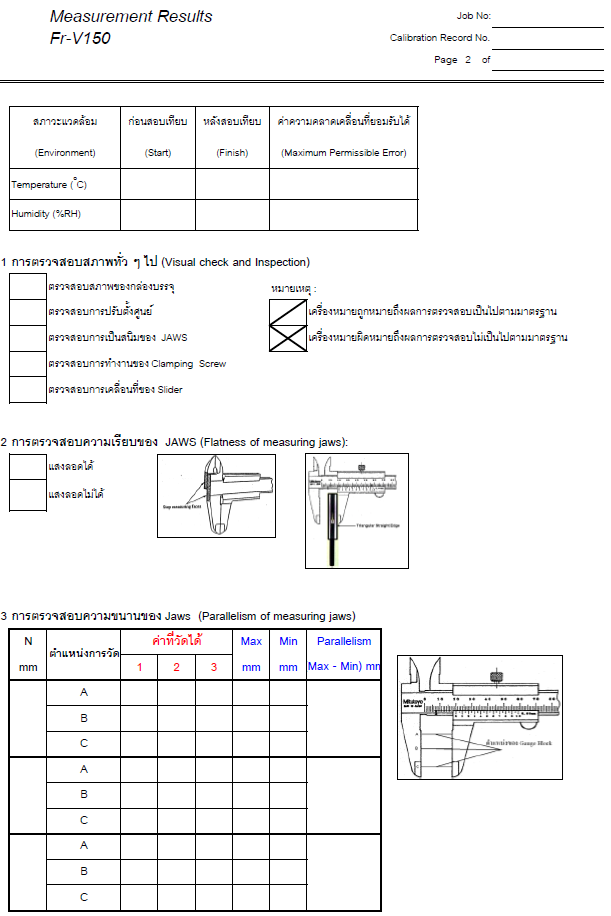 Measurement Results
Fr-V150
Job No:
Calibration Record No.
Page 2 of
สภาวะแวดล้อม ก่อนสอบเทียบ หลังสอบเทียบ ค่าความคลาดเคลื่อนที่ยอมรับได้
(Environment) (Start) (Finish) (Maximum Permissible Error)
Temperature (°C)
Humidity (%RH)
1 การตรวจสอบสภาพทั่ว ๆ ไป (Visual check and Inspection)
ตรวจสอบสภาพของกล่องบรรจุ
หมายเหตุ :
ตรวจสอบการปรับตั้งศูนย์
เครื่องหมายถูกหมายถึงผลการตรวจสอบเป็นไปตามมาตรฐาน
ตรวจสอบการเป็นสนิมของ JAWS
เครื่องหมายผิดหมายถึงผลการตรวจสอบไม่เป็นไปตามมาตรฐาน
ตรวจสอบการทำงานของ Clamping Screw
ตรวจสอบการเคลื่อนที่ของ Slider
2 การตรวจสอบความเรียบของ JAWS (Flatness of measuring jaws):
แสงลอดได้
แสงลอดไม่ได้
Step measuring faces
Mitutoyo
Triangular Straight Edge
3 การตรวจสอบความขนานของ Jaws (Parallelism of measuring jaws)
N ตำแหน่งการวัด ค่าที่วัดได้ Max Min Parallelism
mm 1 2 3 mm mm Max - Min) mm
A
B
C
A
B
C
A
B
C
Mitutoyo
A
B
C
ตำแหน่งของ Gauge Block